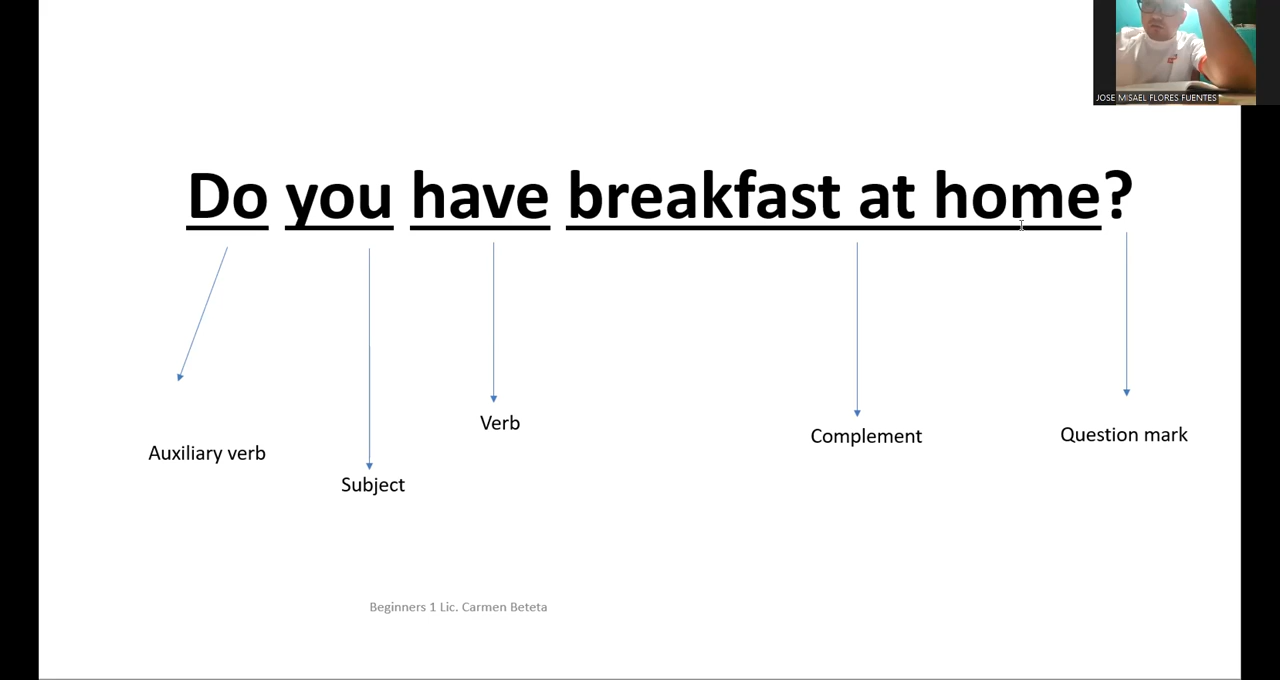 JOSE MISAEL FLORES FUENTES
Do you have breakfast at home?
Verb
Complement
Question mark
Auxiliary verb
Subject
Beginners 1 Lic. Carmen Beteta